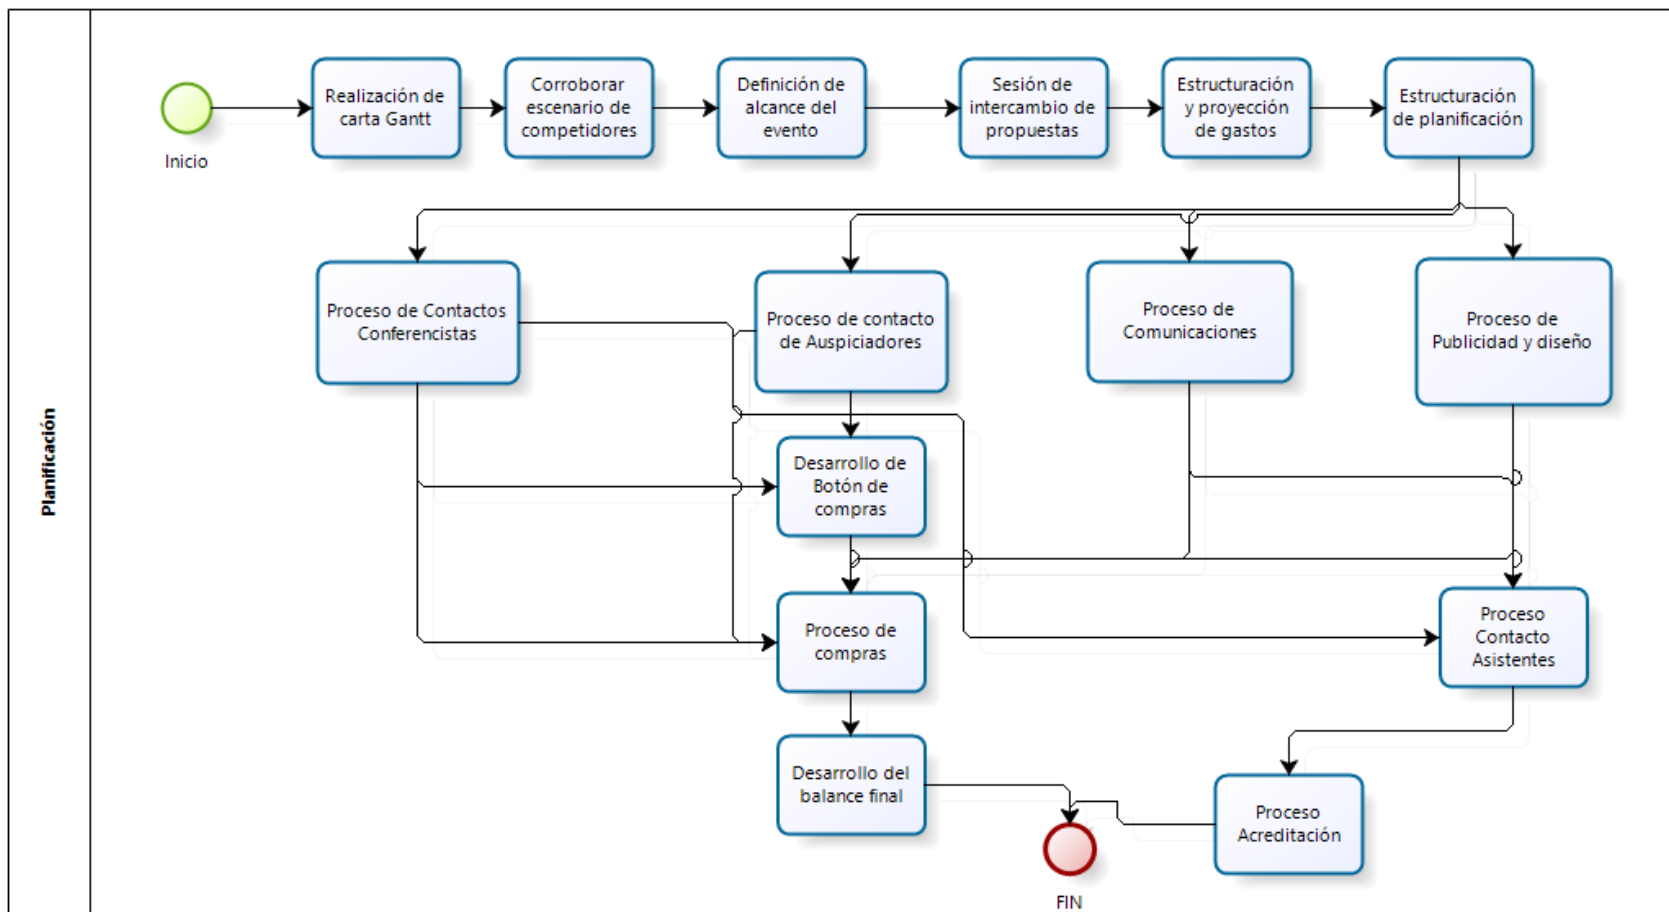 Planificación
Inicio
Realización de
carta Gantt
Corroborar
escenario de
competidores
Definición de
alcance del
evento
Sesión de
intercambio de
propuestas
Estructuración
y proyección
de gastos
Estructuración
de planificación
Proceso de Contactos
Conferencistas
Proceso de contacto
de Auspiciadores
Proceso de
Comunicaciones
Proceso de
Publicidad y diseño
Desarrollo de
Botón de
compras
Proceso de
compras
Proceso
Contacto
Asistentes
Desarrollo del
balance final
Proceso
Acreditación
FIN